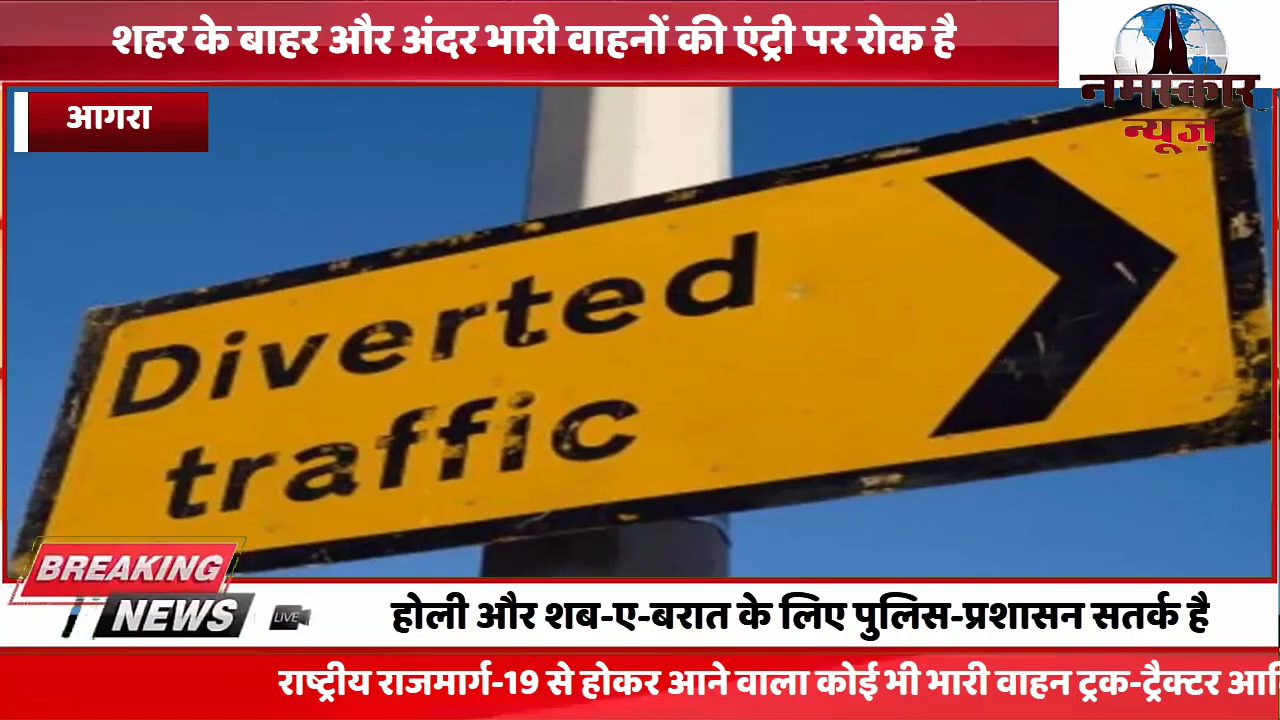 शहर के बाहर और अंदर भारी वाहनों की एंट्री पर रोक है
नमस्कार
न्यूज़
आगरा
Diverted
traffic
BREAKING
NEWS
LIVE
होली और शब-ए-बरात के लिए पुलिस-प्रशासन सतर्क है
राष्ट्रीय राजमार्ग-19 से होकर आने वाला कोई भी भारी वाहन ट्रक-ट्रैक्टर